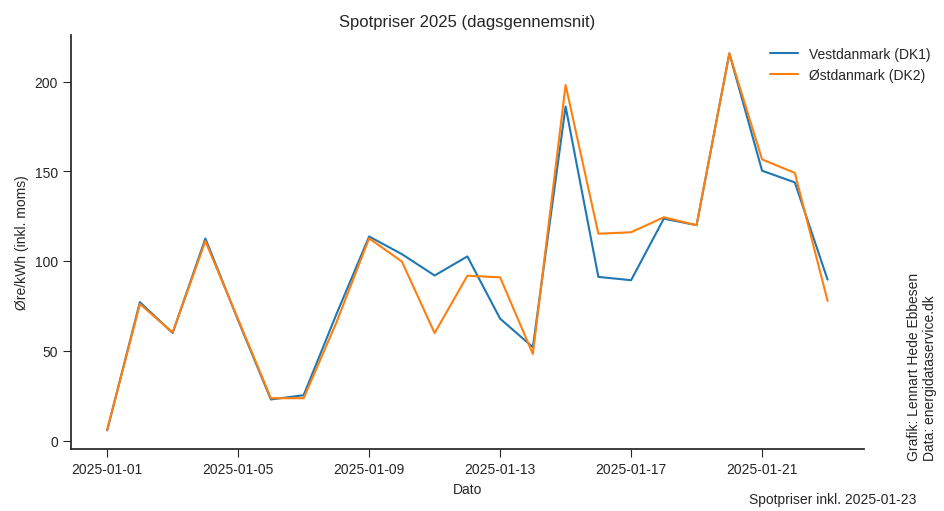 Spotpriser 2025 (dagsgennemsnit)
Vestdanmark (DK1)
Østdanmark (DK2)
Øre/kWh (inkl. moms)
200
150
100
50
0
2025-01-01
2025-01-05
2025-01-09
2025-01-13
2025-01-17
2025-01-21
Dato
Grafik: Lennart Hede Ebbesen
Data: energidataservice.dk
Spotpriser inkl. 2025-01-23